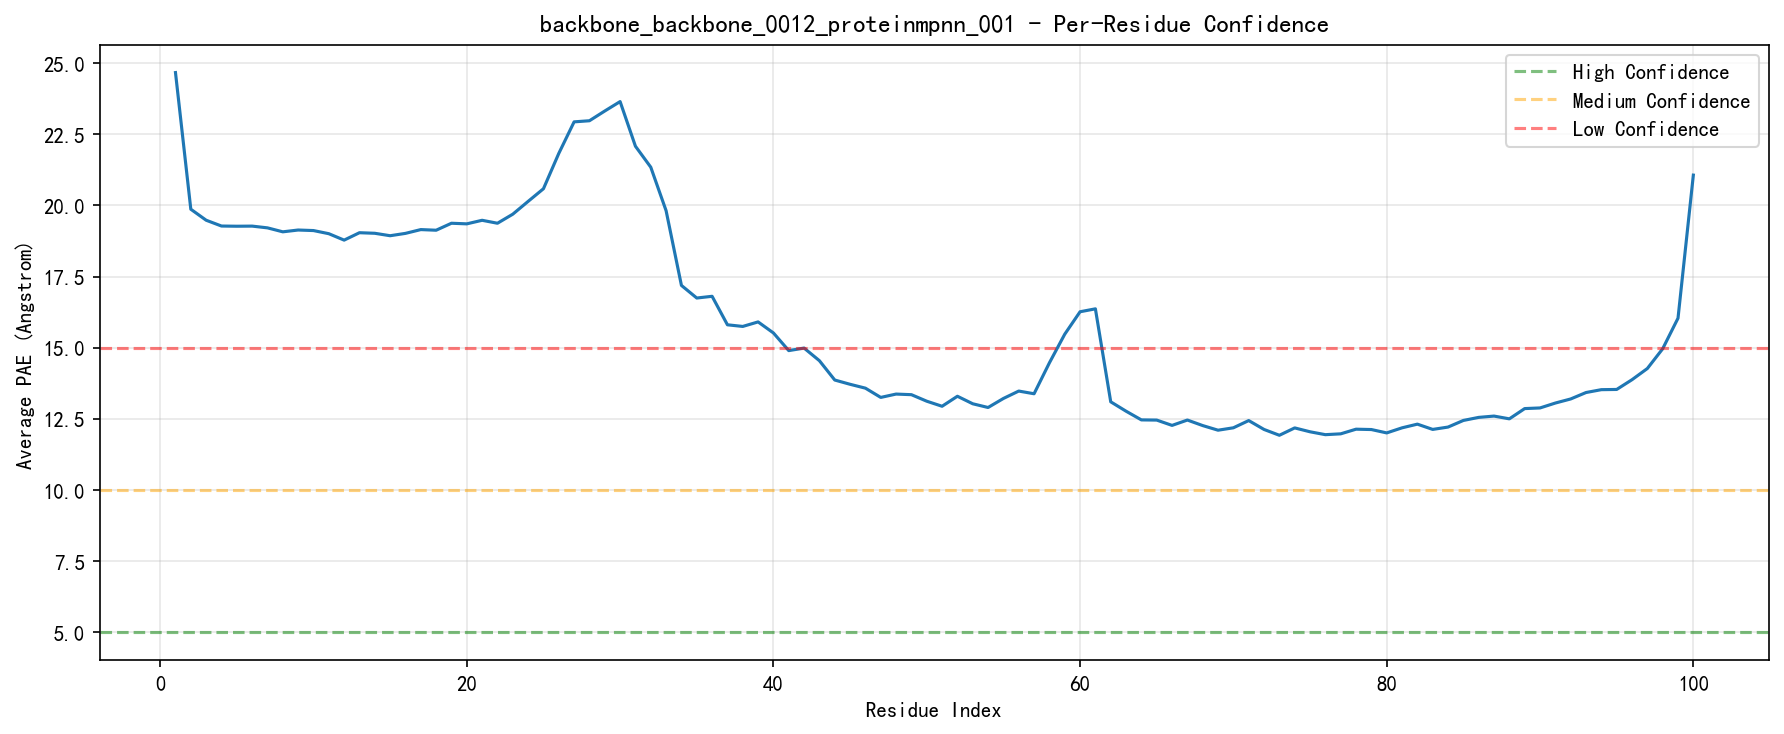 backbone_backbone_0012_proteinmpnn_001 - Per-Residue Confidence
High Confidence
Medium Confidence
Low Confidence
Average PAE (Angstrom)
25.0
22.5
20.0
17.5
15.0
12.5
10.0
7.5
5.0
0 20 40 60 80 100
Residue Index